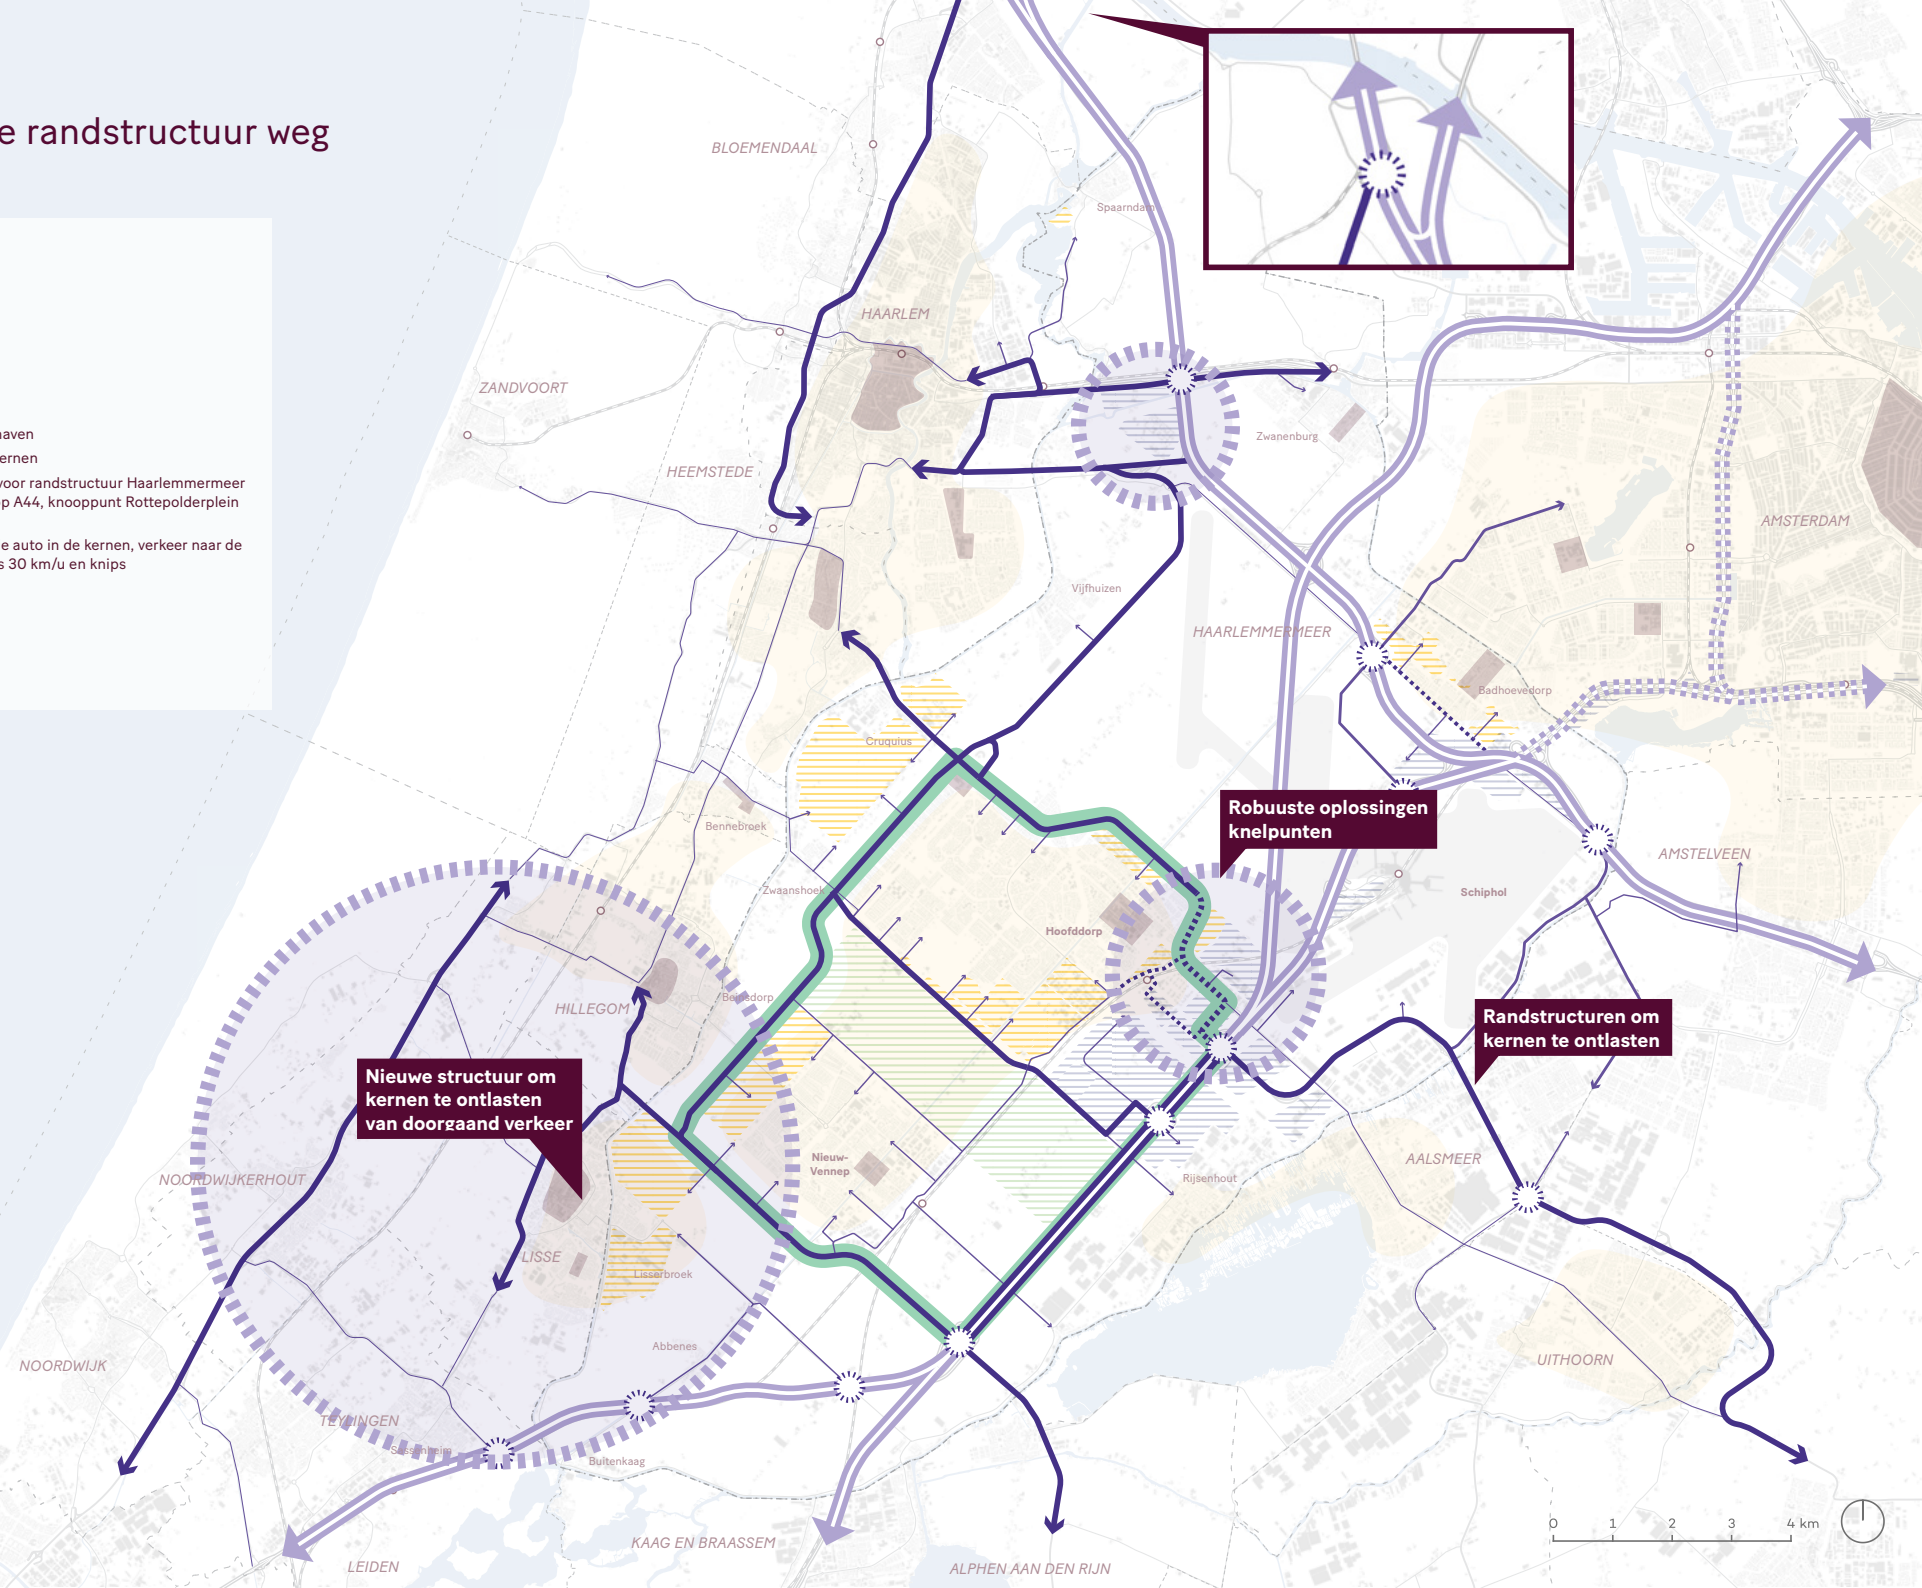 e randstructuur weg
haven
ernen
voor randstructuur Haarlemmermeer
op A44, knooppunt Rottepolderplein
e auto in de kernen, verkeer naar de
s 30 km/u en knips
BLOEMENDAAL
Spaarndam
HAARLEM
ZANDVOORT
Zwanenburg
HEEMSTEDE
AMSTERDAM
Vijfhuizen
HAARLEMMERMEER
Badhoevedorp
Cruquius
Robuuste oplossingen
knelpunten
Bennebroek
AMSTELVEEN
Zwaanshoek
Schiphol
Hoofddorp
Beinsdorp
HILLEGOM
Randstructuren om
kernen te ontlasten
Nieuwe structuur om
kernen te ontlasten
van doorgaand verkeer
Nieuw-
Vennep
AALSMEER
NOORDWIJKERHOUT
Rijsenhout
LISSE
Lisserbroek
Abbenes
NOORDWIJK
UITHOORN
TEYLINGEN
Sassenheim
Buitenkaag
0 1 2 3 4 km
KAAG EN BRAASSEM
LEIDEN
ALPHEN AAN DEN RIJN